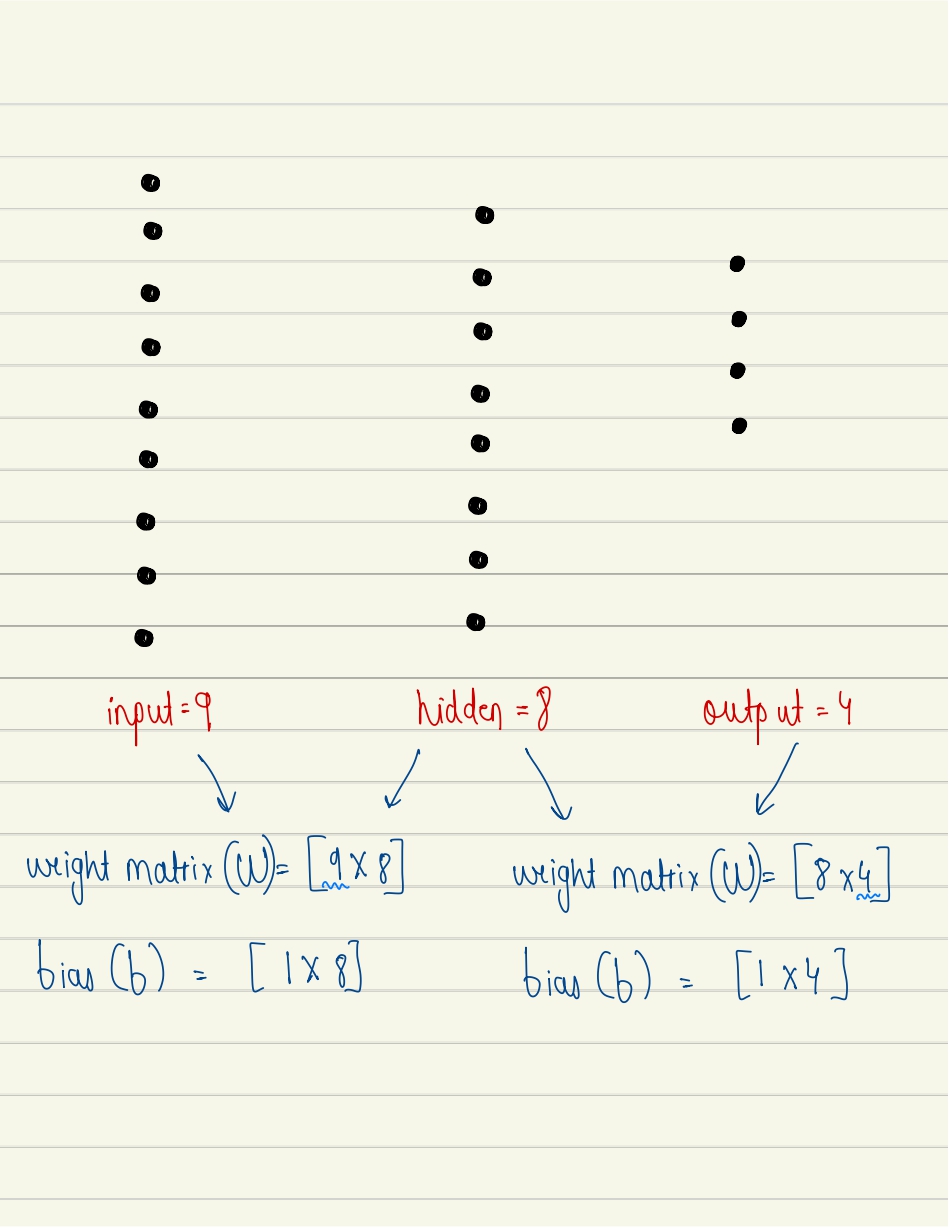 input=9 hidden = 8 output = 4
weight matrix (W)= [9 x 8] weight matrix (W)= [8 x 4]
bias (b) = [1 x 8] bias (b) = [1 x 4]